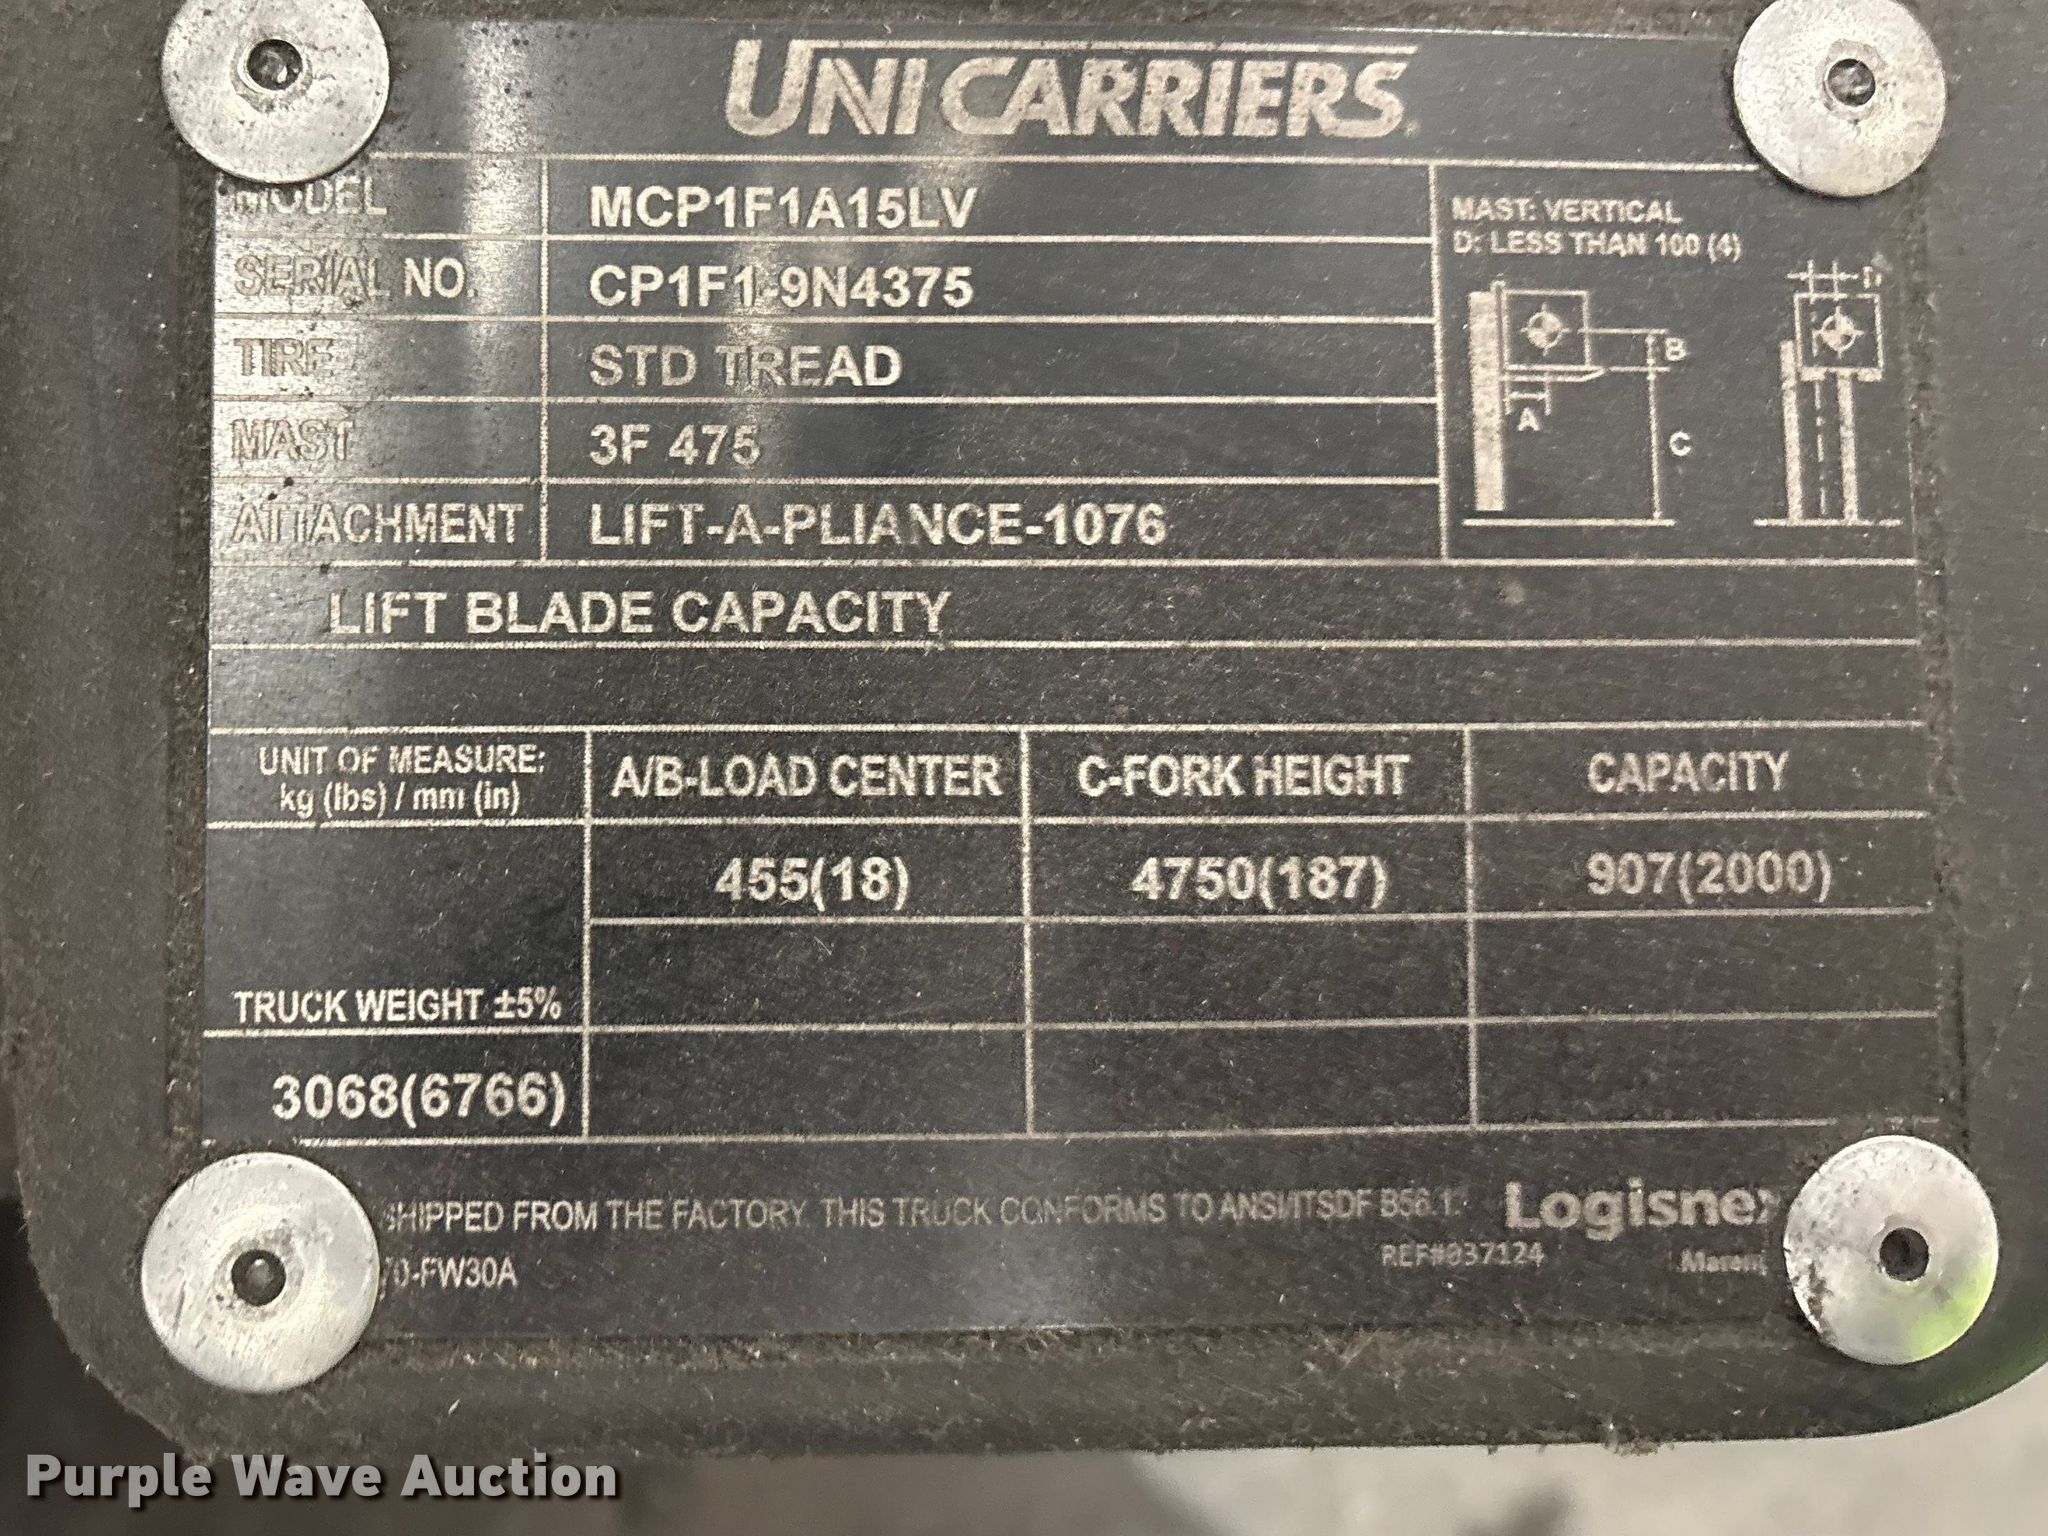 UNICARRIERS
MODEL MCP1F1A15LV
SERIAL NO. CP1F1-9N4375
TIRE STD TREAD
MAST 3F 475
ATTACHMENT LIFT-A-PLIANCE-1076
MAST: VERTICAL
D: LESS THAN 100 (4)
D
B
A
C
LIFT BLADE CAPACITY
UNIT OF MEASURE: A/B-LOAD CENTER C-FORK HEIGHT CAPACITY
kg (lbs) / mm (in)
455(18) 4750(187) 907(2000)
TRUCK WEIGHT ±5%
3068(6766)
SHIPPED FROM THE FACTORY, THIS TRUCK CONFORMS TO ANSI/ITSDF B56.1
Logisnex
REF#037124
70-FW30A
Purple Wave Auction